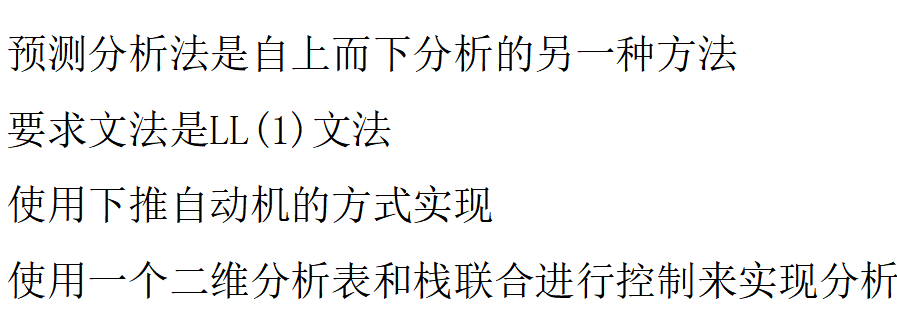 预测分析法是自上而下分析的另一种方法
要求文法是LL(1)文法
使用下推自动机的方式实现
使用一个二维分析表和栈联合进行控制来实现分析